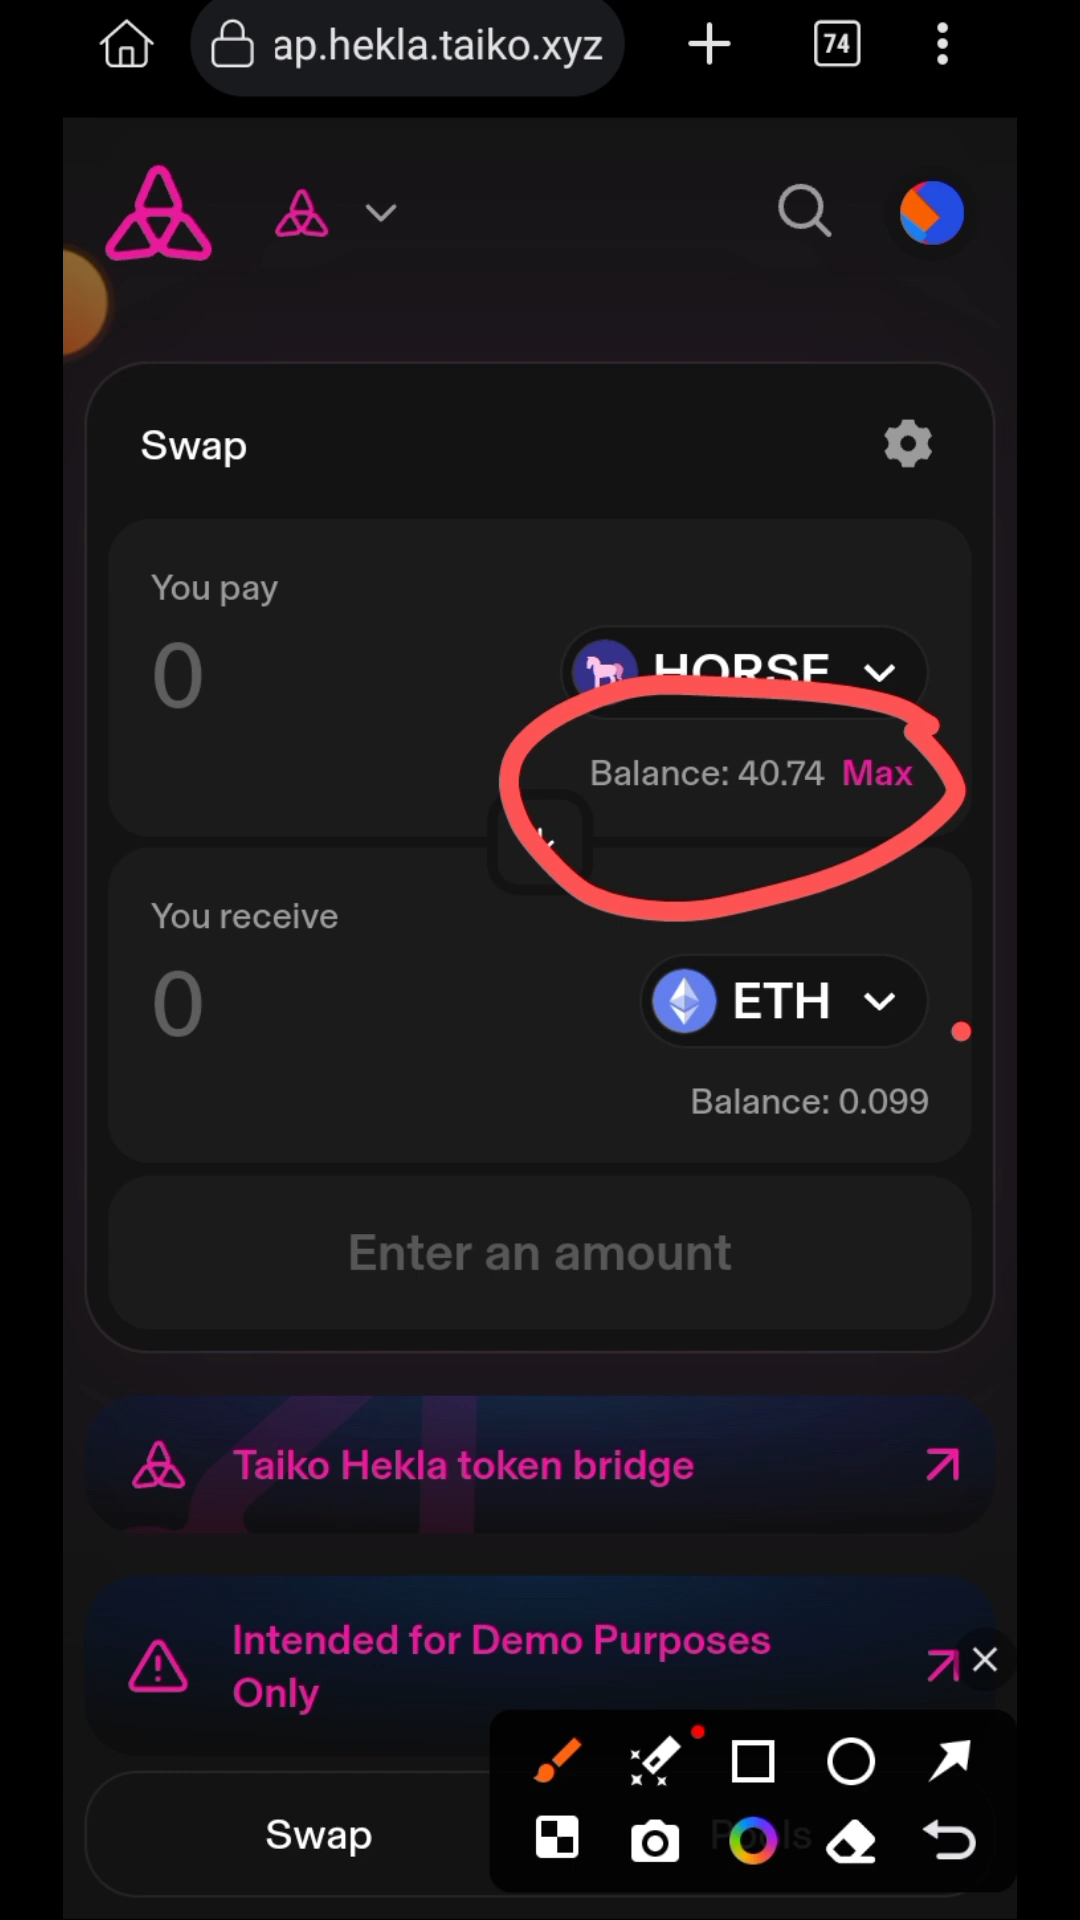 ap.hekla.taiko.xyz
74
Swap
You pay
0
HORSE
Balance: 40.74 Max
You receive
0
ETH
Balance: 0.099
Enter an amount
Taiko Hekla token bridge
Intended for Demo Purposes
Only
Swap
Pools